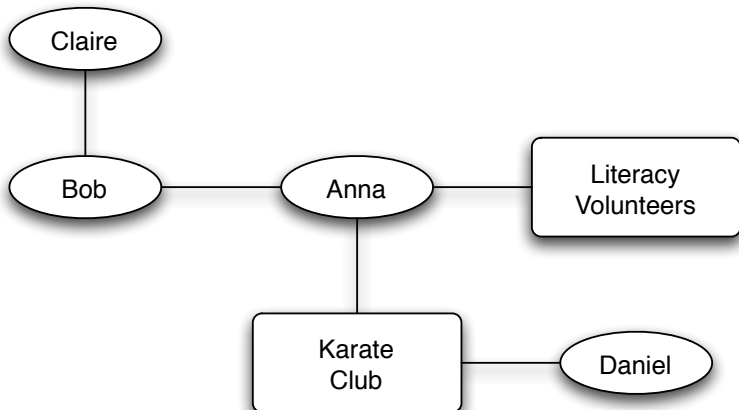 Claire
Bob
Anna
Literacy
Volunteers
Karate
Club
Daniel